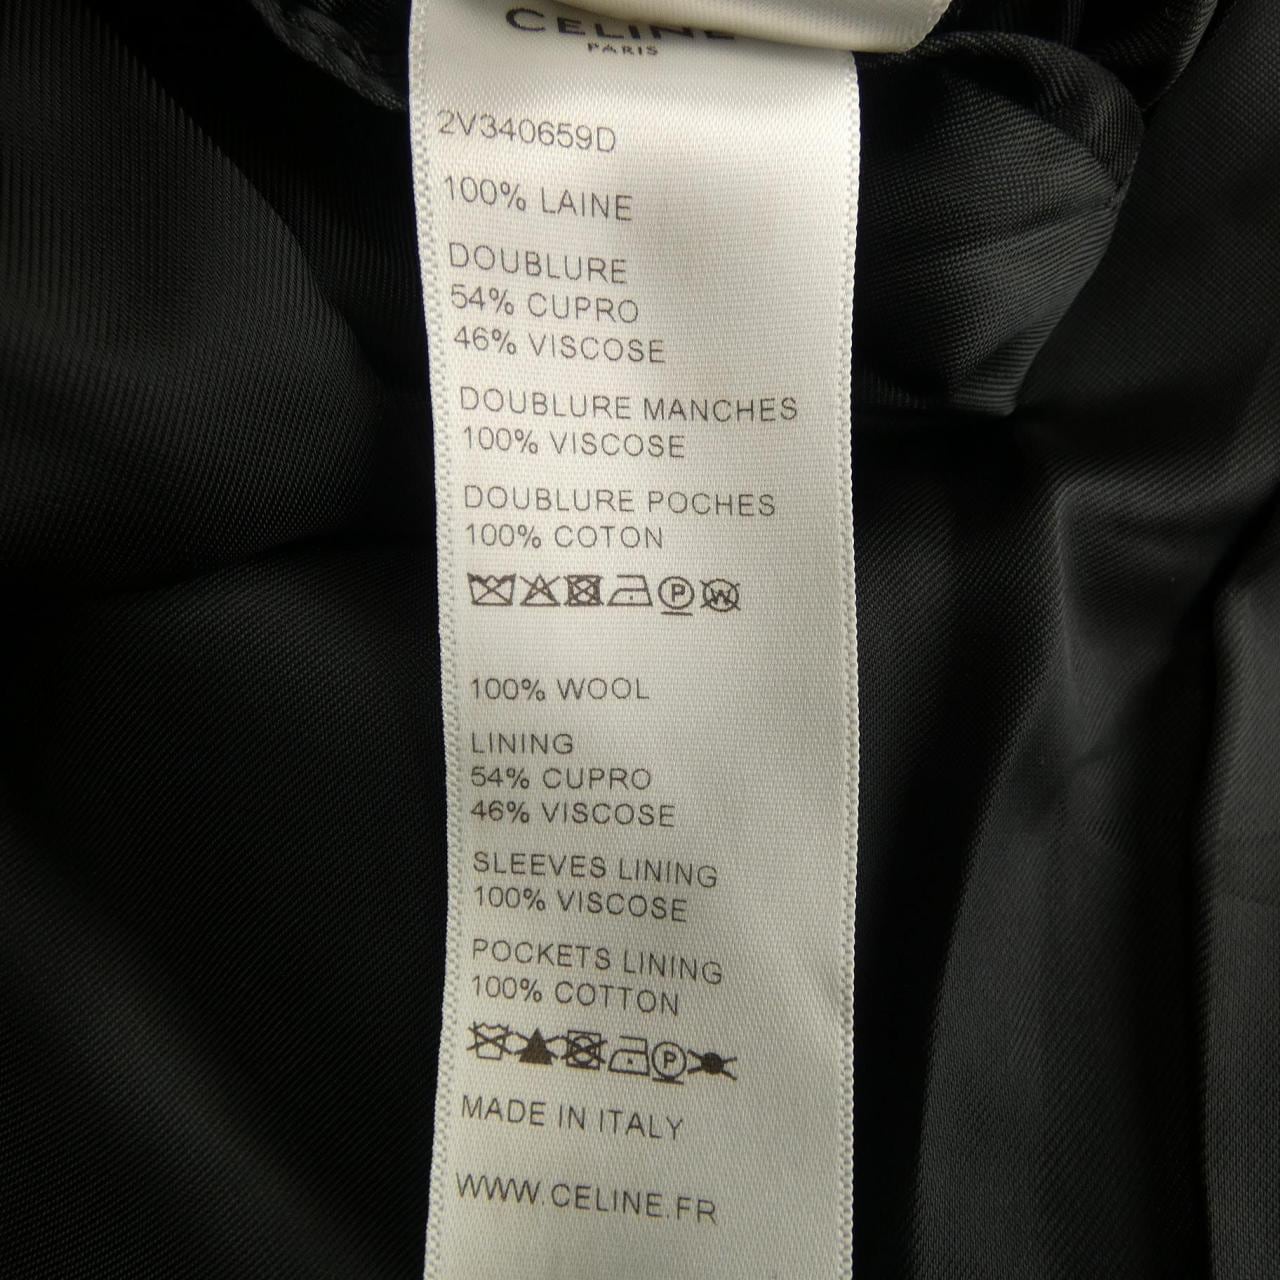 CELINE
PARIS
2V340659D
100% LAINE
DOUBLURE
54% CUPRO
46% VISCOSE
DOUBLURE MANCHES
100% VISCOSE
DOUBLURE POCHES
100% COTON
P W
100% WOOL
LINING
54% CUPRO
46% VISCOSE
SLEEVES LINING
100% VISCOSE
POCKETS LINING
100% COTTON
P
MADE IN ITALY
WWW.CELINE.FR